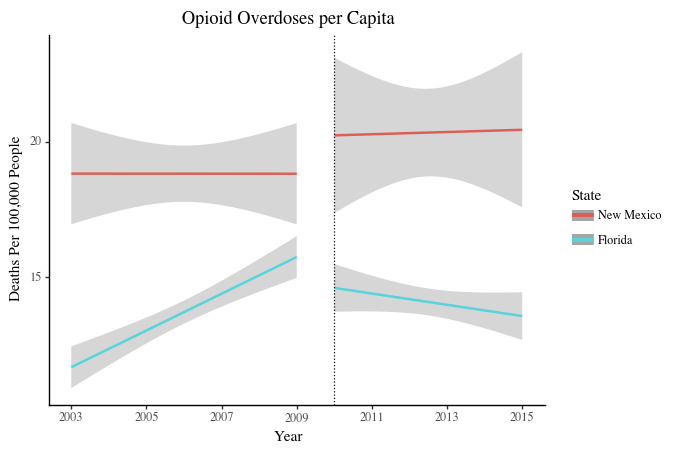 Opioid Overdoses per Capita
Deaths Per 100,000 People
20
15
2003 2005 2007 2009 2011 2013 2015
Year
State
New Mexico
Florida